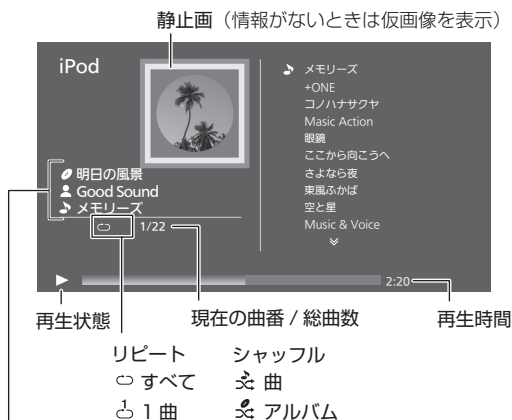 静止画（情報がないときは仮画像を表示）
iPod
明日の風景
Good Sound
メモリーズ
1/22
メモリーズ
+ONE
コノハナサクヤ
Masic Action
眼鏡
ここから向こうへ
さよなら夜
東風ふかば
空と星
Music & Voice
2:20
再生状態
現在の曲番 / 総曲数
再生時間
リピート
シャッフル
すべて
曲
1
1 曲
アルバム